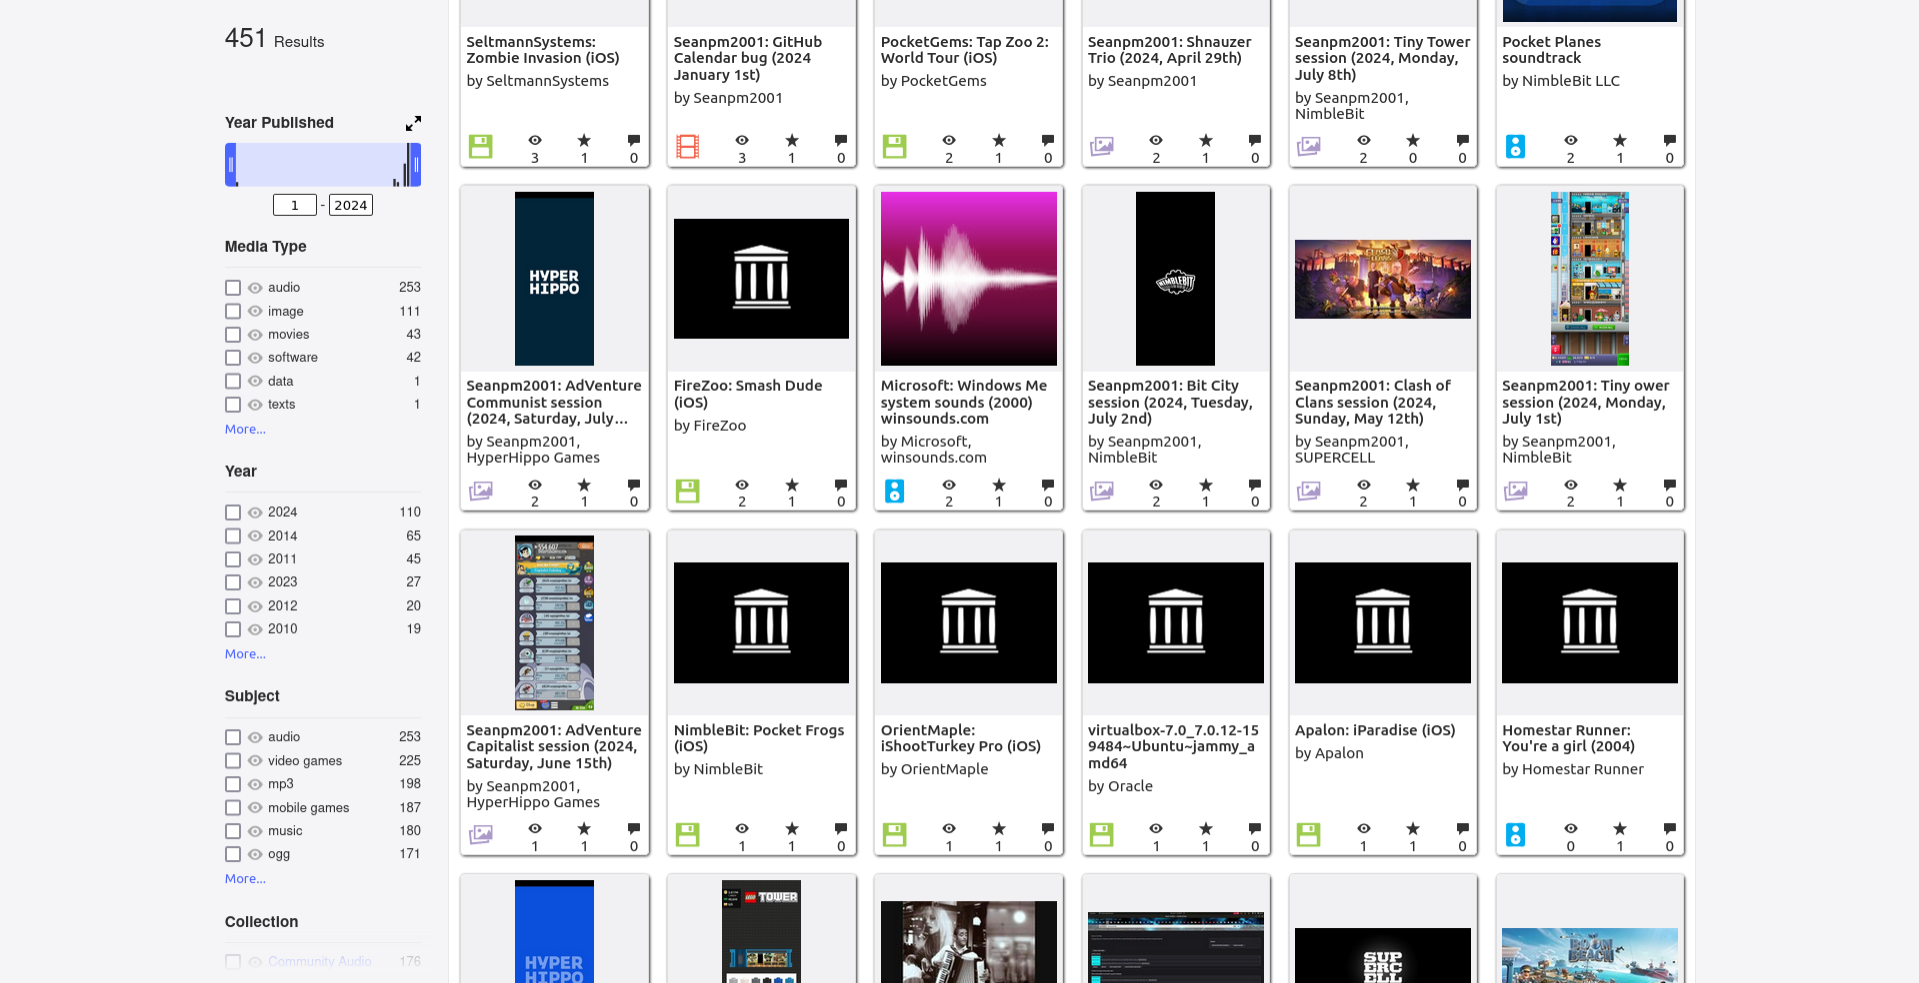 451 Results
Year Published
1 - 2024
Media Type
audio 253
image 111
movies 43
software 42
data 1
texts 1
More...
Year
2024 110
2014 65
2011 45
2023 27
2012 20
2010 19
More...
Subject
audio 253
video games 225
mp3 198
mobile games 187
music 180
ogg 171
More...
Collection
Community Audio 176
SeltmannSystems:
Zombie Invasion (iOS)
by SeltmannSystems
3 1 0
Seanpm2001: GitHub
Calendar bug (2024
January 1st)
by Seanpm2001
3 1 0
PocketGems: Tap Zoo 2:
World Tour (iOS)
by PocketGems
2 1 0
Seanpm2001: Shnauzer
Trio (2024, April 29th)
by Seanpm2001
2 1 0
Seanpm2001: Tiny Tower
session (2024, Monday,
July 8th)
by Seanpm2001,
NimbleBit
2 0 0
Pocket Planes
soundtrack
by NimbleBit LLC
2 1 0
HYPER
HIPPO
Seanpm2001: AdVenture
Communist session
(2024, Saturday, July...
by Seanpm2001,
HyperHippo Games
2 1 0
FireZoo: Smash Dude
(iOS)
by FireZoo
2 1 0
Microsoft: Windows Me
system sounds (2000)
winsounds.com
by Microsoft,
winsounds.com
2 1 0
NIMBLEBIT
Seanpm2001: Bit City
session (2024, Tuesday,
July 2nd)
by Seanpm2001,
NimbleBit
2 1 0
CLASH
CLANS
Seanpm2001: Clash of
Clans session (2024,
Sunday, May 12th)
by Seanpm2001,
SUPERCELL
2 1 0
Seanpm2001: Tiny ower
session (2024, Monday,
July 1st)
by Seanpm2001,
NimbleBit
2 1 0
Seanpm2001: AdVenture
Capitalist session (2024,
Saturday, June 15th)
by Seanpm2001,
HyperHippo Games
1 1 0
NimbleBit: Pocket Frogs
(iOS)
by NimbleBit
1 1 0
OrientMaple:
iShootTurkey Pro (iOS)
by OrientMaple
1 1 0
virtualbox-7.0_7.0.12-15
9484~Ubuntu~jammy_a
md64
by Oracle
1 1 0
Apalon: iParadise (iOS)
by Apalon
1 1 0
Homestar Runner:
You're a girl (2004)
by Homestar Runner
0 1 0
HYPER
HIPPO
LEGO TOWER
SUP
ERC
ELL
BOOM
BEACH